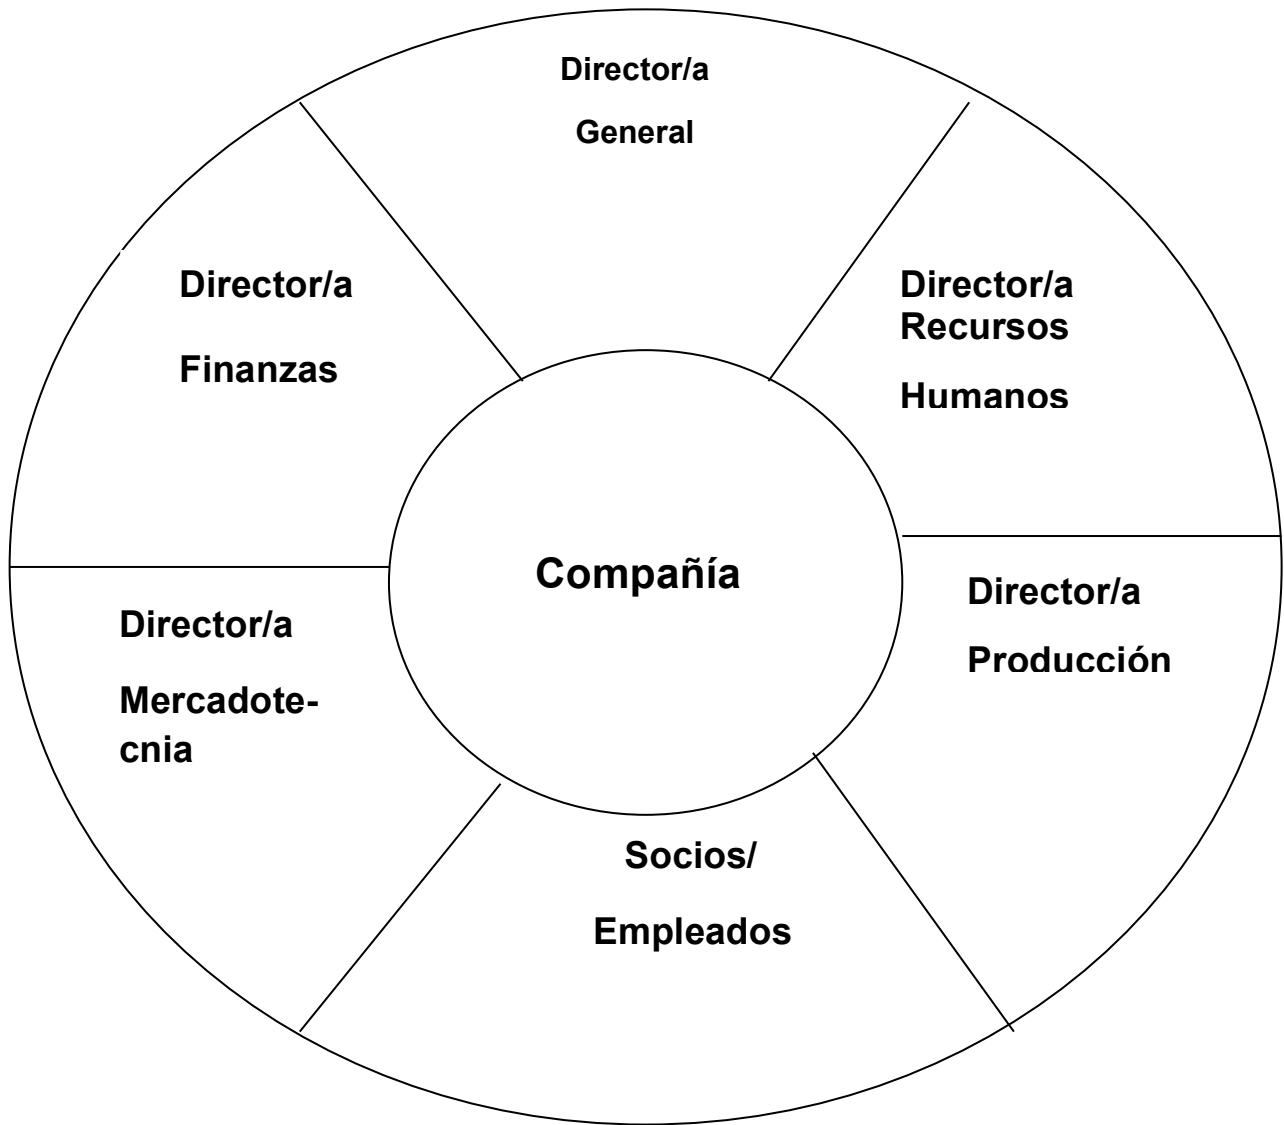 Director/a
General
Director/a
Finanzas
Director/a
Recursos
Humanos
Compañía
Director/a
Producción
Director/a
Mercadote-
cnia
Socios/
Empleados